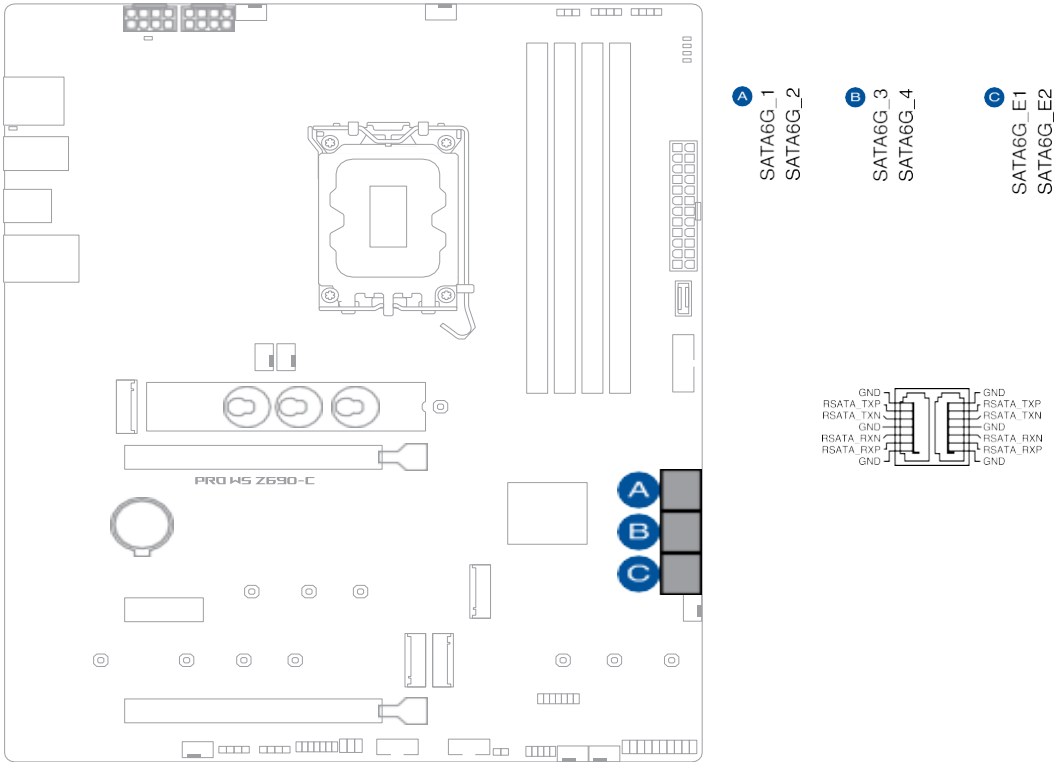 A
SATA6G_1
SATA6G_2
B
SATA6G_3
SATA6G_4
C
SATA6G_E1
SATA6G_E2
GND
RSATA_TXP
RSATA_TXN
GND
RSATA_RXN
RSATA_RXP
GND
GND
RSATA_TXP
RSATA_TXN
GND
RSATA_RXN
RSATA_RXP
GND
PRO WS Z690-C
A
B
C